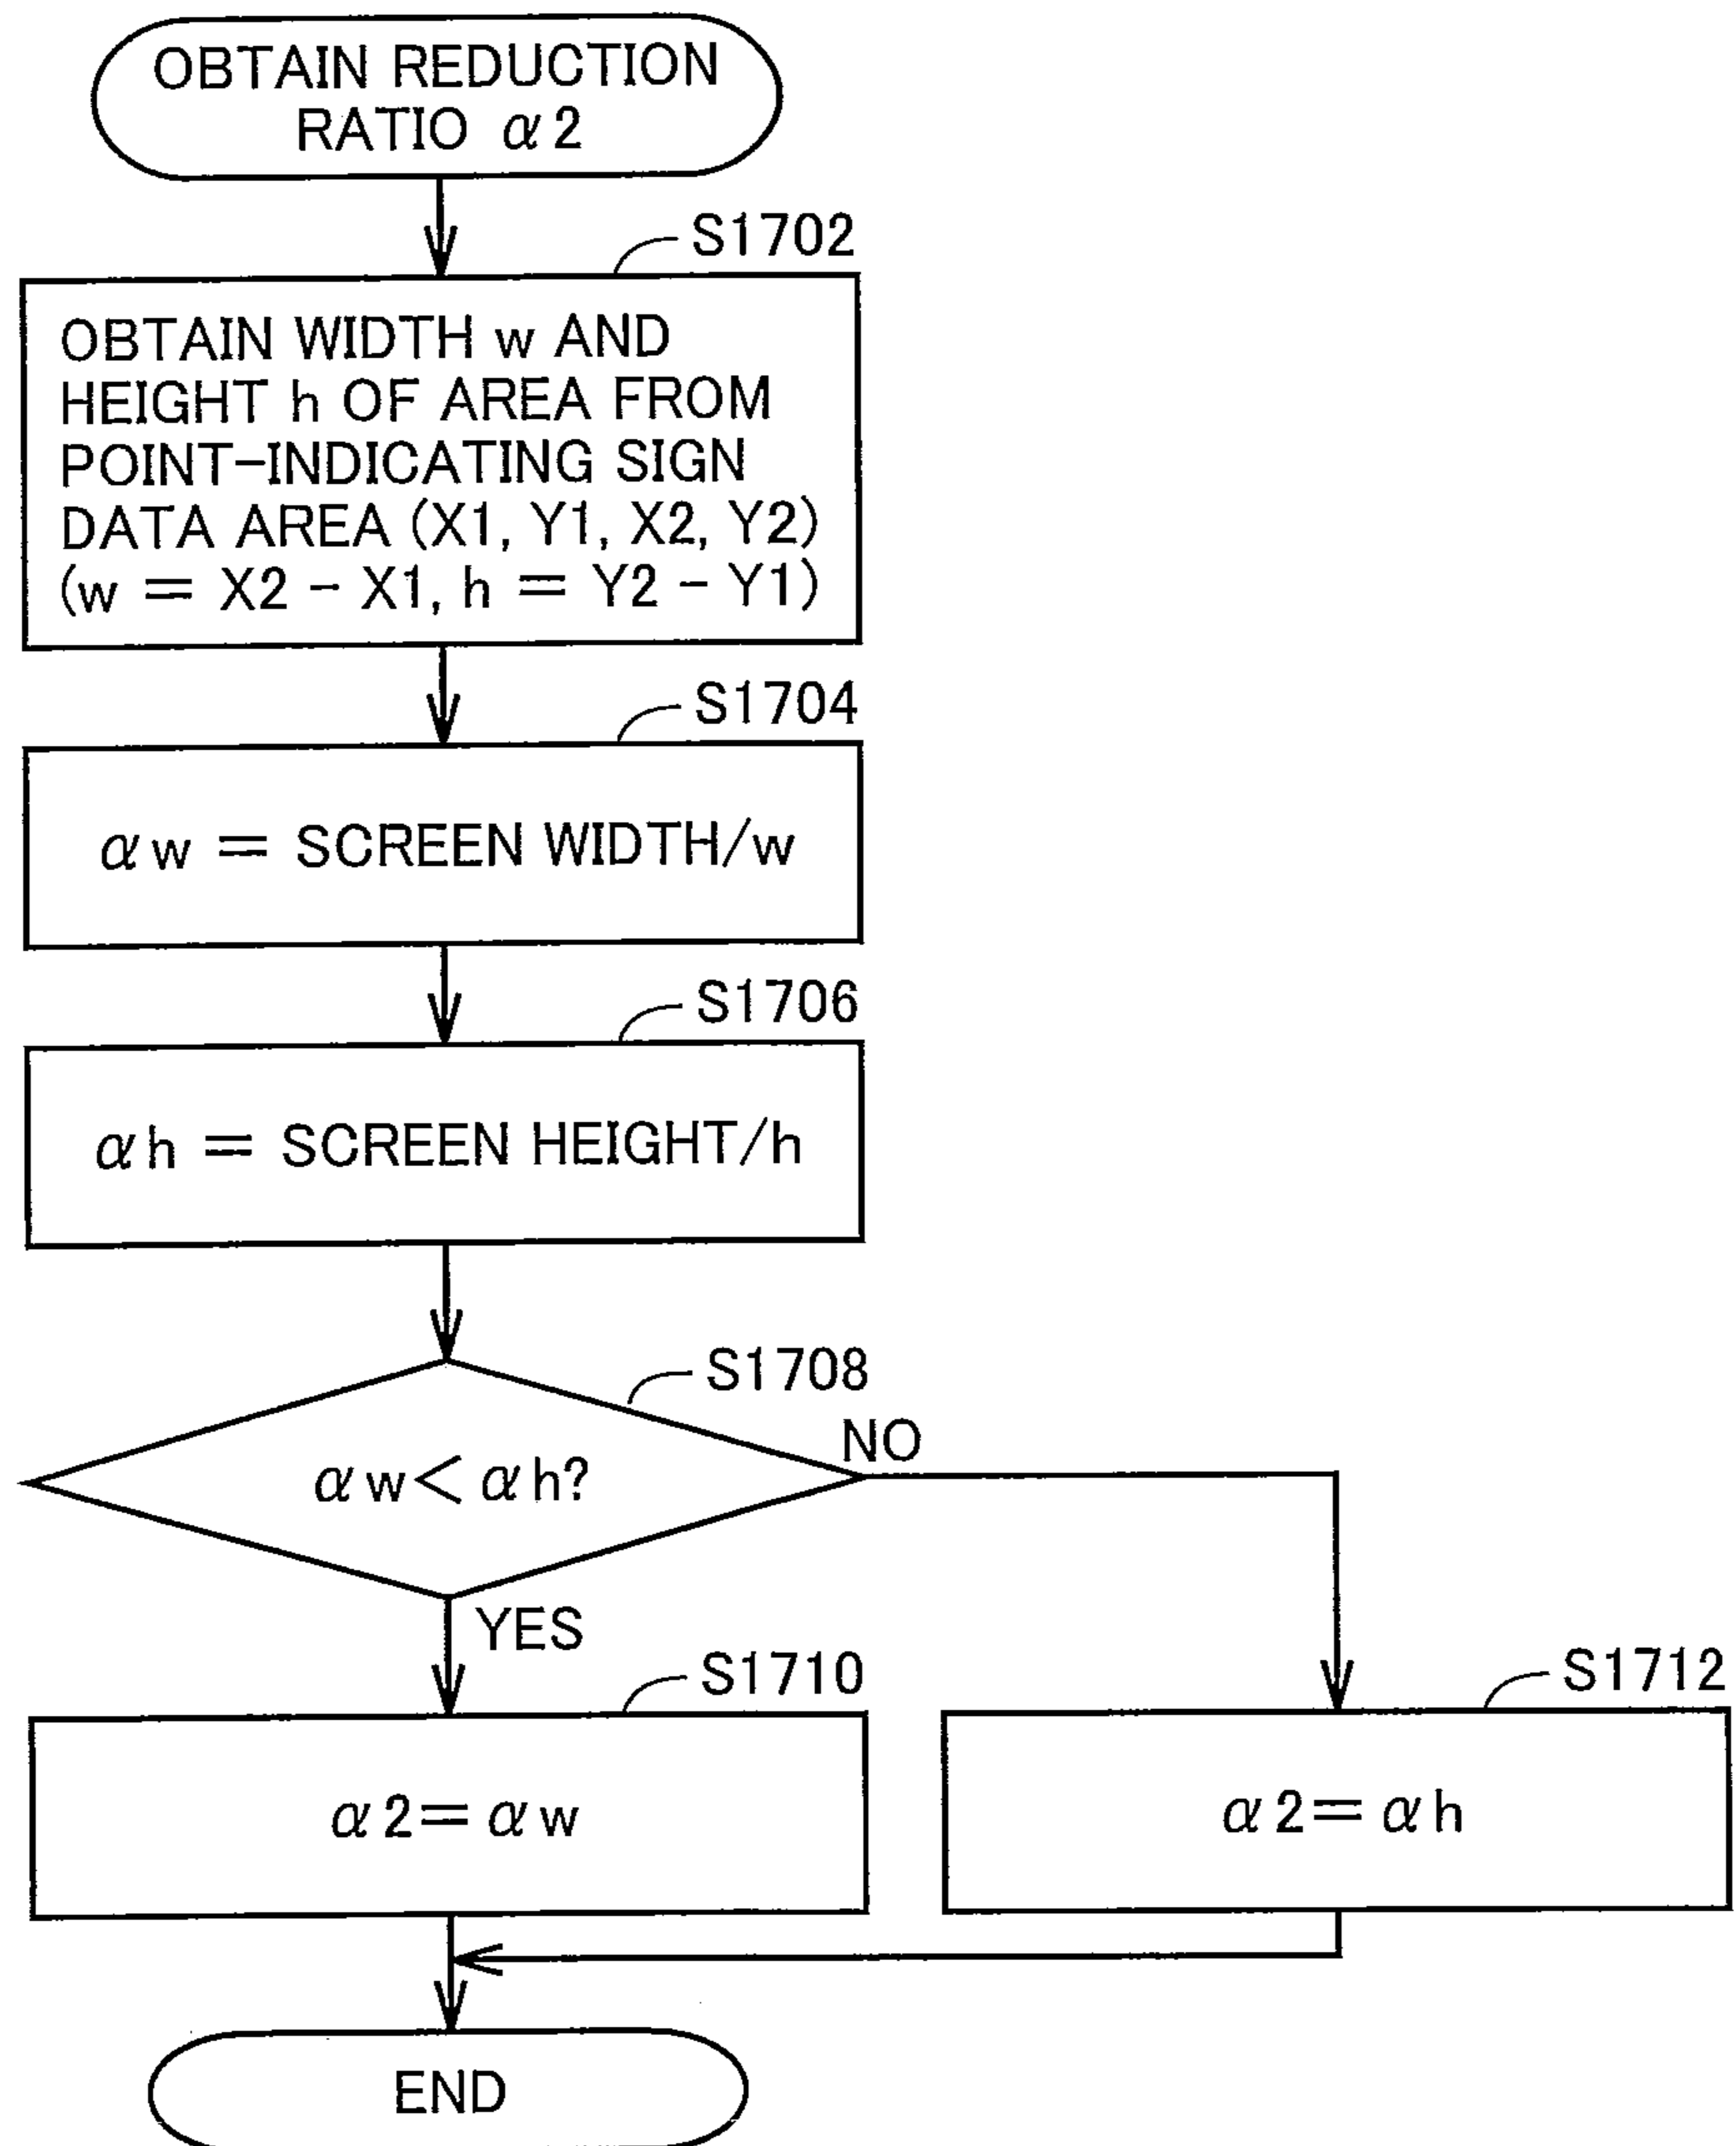 OBTAIN REDUCTION
RATIO α2
S1702
OBTAIN WIDTH w AND
HEIGHT h OF AREA FROM
POINT-INDICATING SIGN
DATA AREA (X1, Y1, X2, Y2)
(w = X2 - X1, h = Y2 - Y1)
S1704
αw = SCREEN WIDTH/w
S1706
αh = SCREEN HEIGHT/h
S1708
αw< αh?
NO
YES
S1710
α2= αw
S1712
α2= αh
END